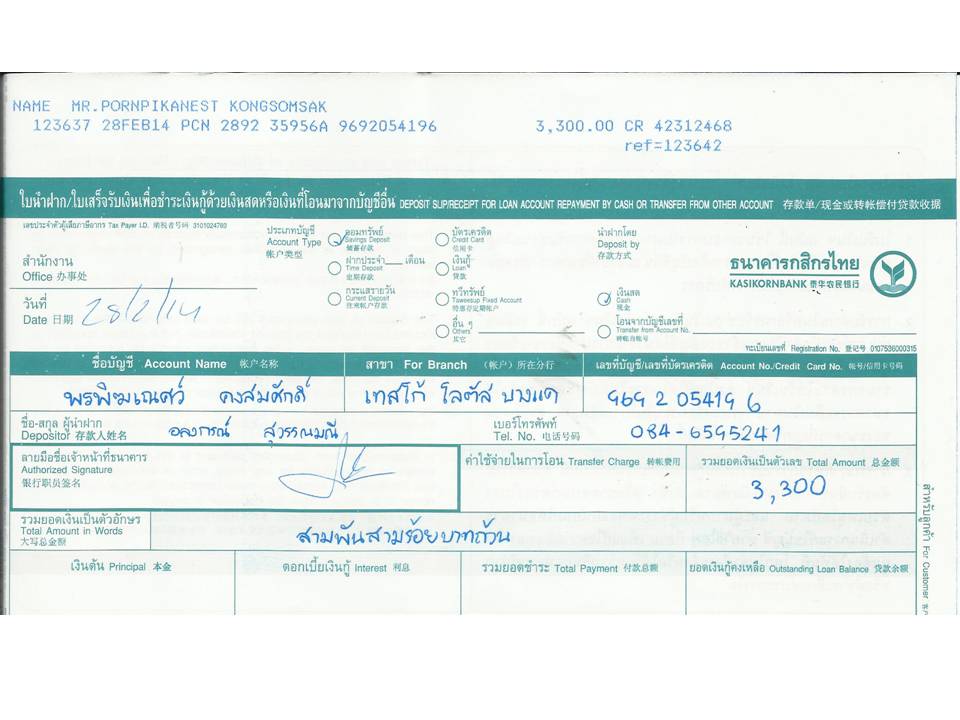 NAME MR.PORNPIKANEST KONGSOMSAK
123637 28FEB14 PCN 2892 35956A 9692054196 3,300.00 CR 42312468
ref=123642
ใบนำฝาก/ใบเสร็จรับเงินเพื่อชำระเงินกู้ด้วยเงินสดหรือเงินที่โอนมาจากบัญชีอื่น DEPOSIT SLIP/RECEIPT FOR LOAN ACCOUNT REPAYMENT BY CASH OR TRANSFER FROM OTHER ACCOUNT 存款单/现金或转帐偿付贷款收据
เลขประจำตัวผู้เสียภาษีอากร Tax Payer I.D. 纳税者号码 3101024763
สำนักงาน
Office 办事处
วันที่
Date 日期 28/2/14
ประเภทบัญชี
Account Type
帐户类型
ออมทรัพย์
Savings Deposit
储蓄存款
ฝากประจำ___เดือน
Time Deposit
定期存款
กระแสรายวัน
Current Deposit
往来帐户存款
บัตรเครดิต
Credit Card
信用卡
เงินกู้
Loan
贷款
ทวีทรัพย์
Taweesup Fixed Account
特惠存定期帐户
อื่น ๆ
Others
其它
นำฝากโดย
Deposit by
存款方式
เงินสด
Cash
现金
โอนจากบัญชีเลขที่
Transfer from Account No.
转帐自帐号
ธนาคารกสิกรไทย
KASIKORNBANK 泰华农民银行
ทะเบียนเลขที่ Registration No. 登记号 0107536000315
ชื่อบัญชี Account Name 帐户名称 สาขา For Branch (帐户)所在分行 เลขที่บัญชี/เลขที่บัตรเครดิต Account No./Credit Card No. 帐号/信用卡号码
พรพิฆเณศว์ คงสมศักดิ์ เทสโก้ โลตัส บางแค 969 2 05419 6
ชื่อ-สกุล ผู้นำฝาก
Depositor 存款人姓名 อลงกรณ์ สุวรรณมณี
เบอร์โทรศัพท์
Tel. No. 电话号码 084-6595241
ลายมือชื่อเจ้าหน้าที่ธนาคาร
Authorized Signature
银行职员签名
ค่าใช้จ่ายในการโอน Transfer Charge 转帐费用
รวมยอดเงินเป็นตัวเลข Total Amount 总金额
3,300
รวมยอดเงินเป็นตัวอักษร
Total Amount in Words
大写总金额
สามพันสามร้อยบาทถ้วน
เงินต้น Principal 本金 ดอกเบี้ยเงินกู้ Interest 利息 รวมยอดชำระ Total Payment 付款总额 ยอดเงินกู้คงเหลือ Outstanding Loan Balance 贷款余额
สำหรับลูกค้า For Customer